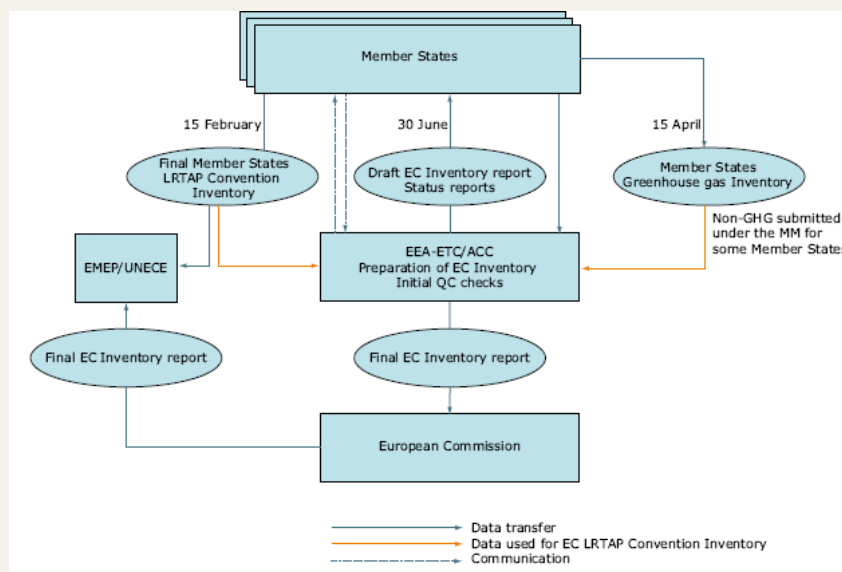 Member States
15 February
30 June
15 April
Final Member States
LRTAP Convention
Inventory
Draft EC Inventory report
Status reports
Member States
Greenhouse gas Inventory
Non-GHG submitted
under the MM for
some Member States
EMEP/UNECE
EEA-ETC/ACC
Preparation of EC Inventory
Initial QC checks
Final EC Inventory report
Final EC Inventory report
European Commission
Data transfer
Data used for EC LRTAP Convention Inventory
Communication